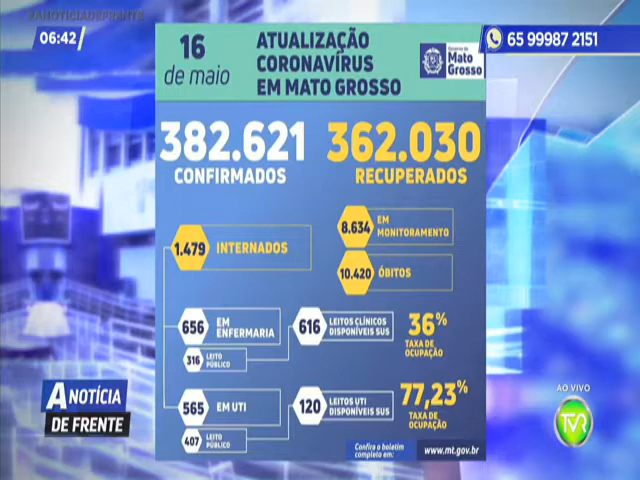 #ANOTICIADEFRENTE
06:42
65 99987 2151
16
de maio
ATUALIZAÇÃO
CORONAVÍRUS
EM MATO GROSSO
Governo de
Mato
Grosso
382.621
CONFIRMADOS
362.030
RECUPERADOS
1.479 INTERNADOS
8.634 EM
MONITORAMENTO
10.420 ÓBITOS
656 EM
ENFERMARIA
316 LEITO
PÚBLICO
616 LEITOS CLÍNICOS
DISPONÍVEIS SUS
36%
TAXA DE
OCUPAÇÃO
565 EM UTI
407 LEITO
PÚBLICO
120 LEITOS UTI
DISPONÍVEIS SUS
77,23%
TAXA DE
OCUPAÇÃO
Confira o boletim
completo em:
www.mt.gov.br
A NOTÍCIA
DE FRENTE
AO VIVO
TVR